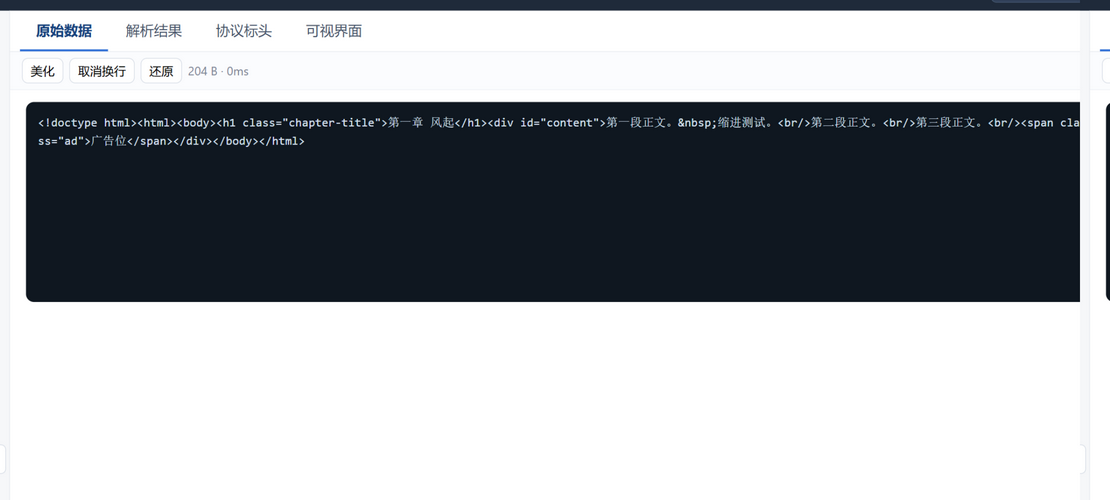 原始数据 解析结果 协议标头 可视界面
美化 取消换行 还原 204 B · 0ms
<!doctype html><html><body><h1 class="chapter-title">第一章 风起</h1><div id="content">第一段正文。&nbsp;缩进测试。<br/>第二段正文。<br/>第三段正文。<br/><span cla
ss="ad">广告位</span></div></body></html>